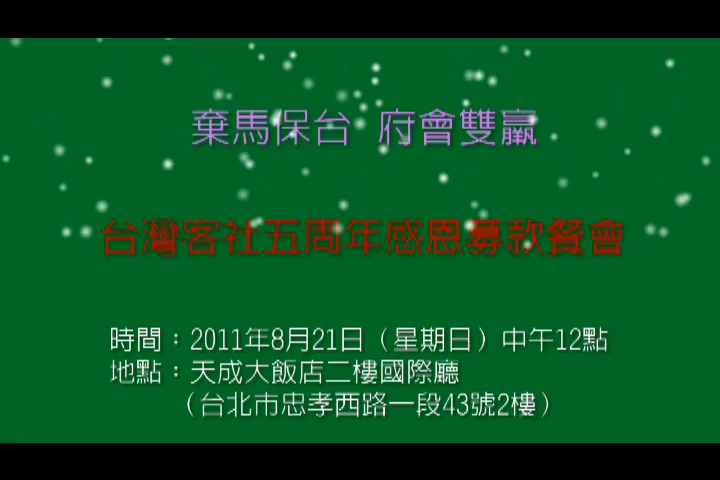 棄馬保台 府會雙贏
台灣客社五周年感恩募款餐會
時間：2011年8月21日（星期日）中午12點
地點：天成大飯店二樓國際廳
（台北市忠孝西路一段43號2樓）